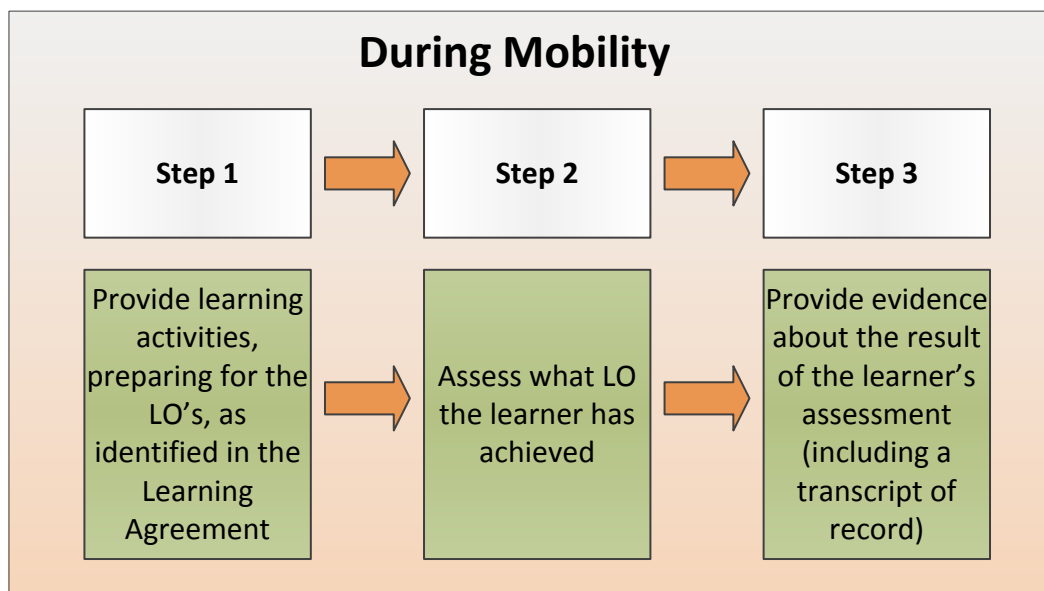 During Mobility
Step 1
Step 2
Step 3
Provide learning
activities,
preparing for the
LO’s, as
identified in the
Learning
Agreement
Assess what LO
the learner has
achieved
Provide evidence
about the result
of the learner’s
assessment
(including a
transcript of
record)